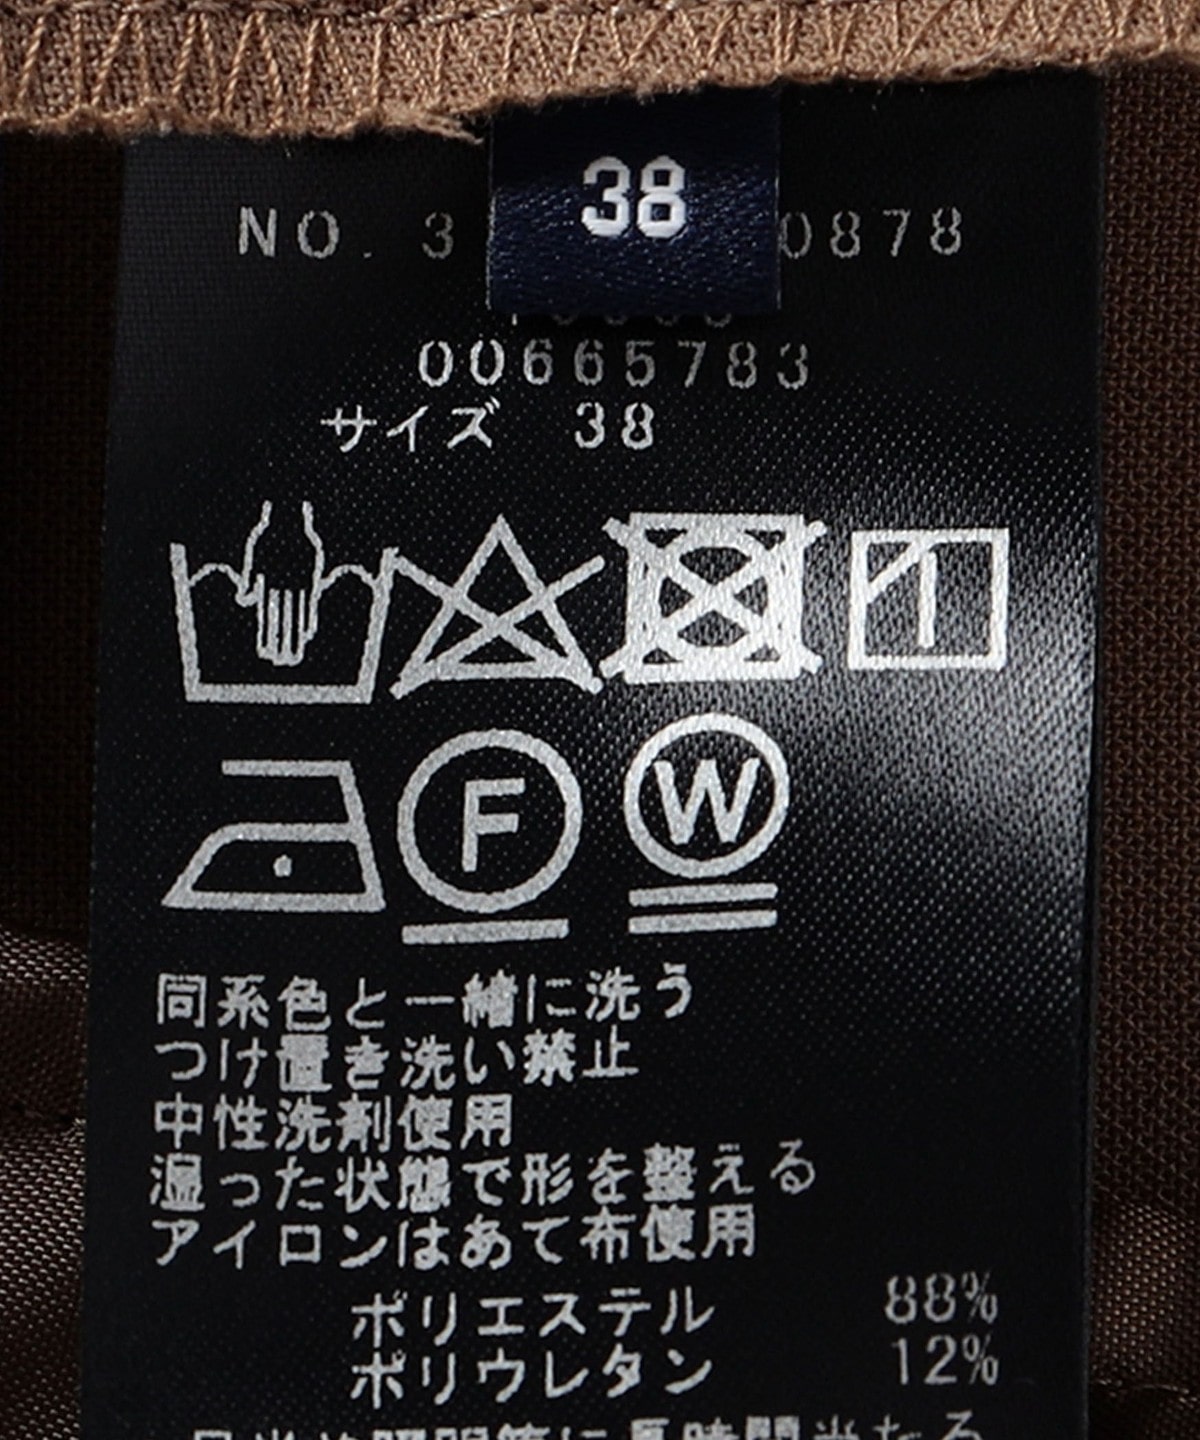 38
NO. 3 0878
00665783
サイズ 38
F W
同系色と一緒に洗う
つけ置き洗い禁止
中性洗剤使用
湿った状態で形を整える
アイロンはあて布使用
ポリエステル 88%
ポリウレタン 12%